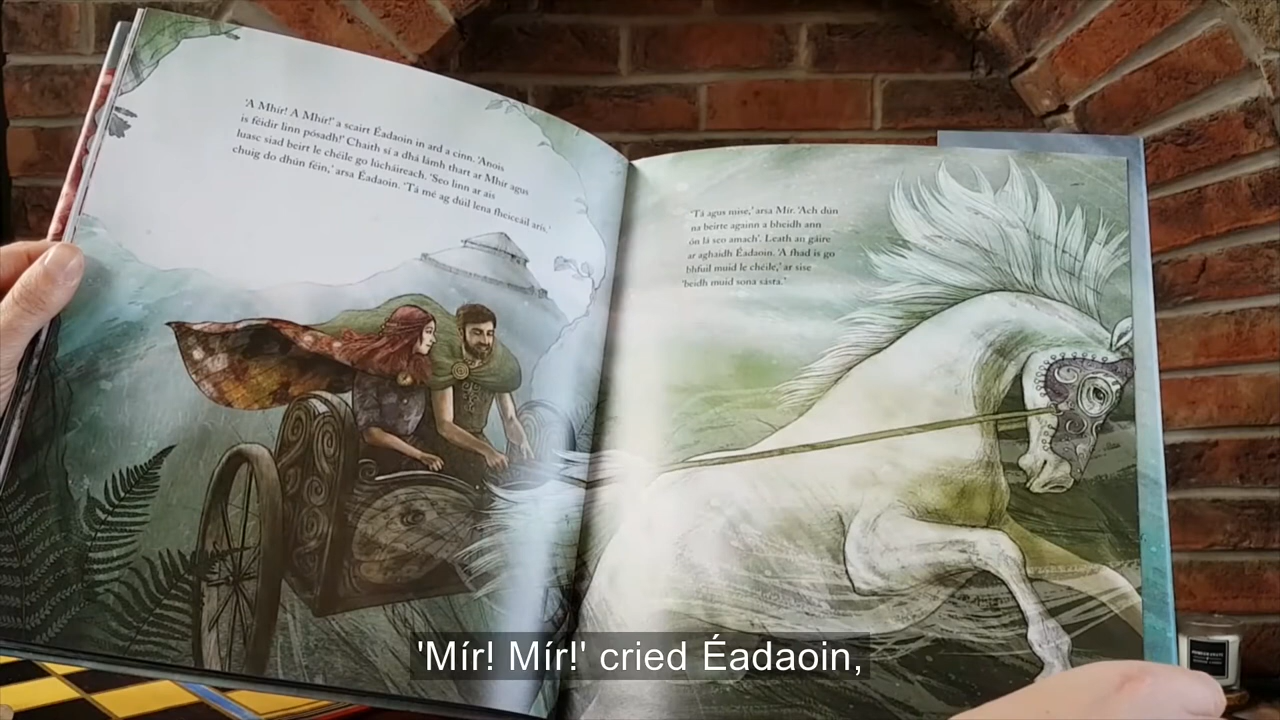 'A Mhír! A Mhír!' a scairt Éadaoin in ard a cinn. 'Anois
is féidir linn pósadh!' Chaith sí a dhá lámh thart ar Mhír agus
luasc siad beirt le chéile go lúcháireach. 'Seo linn ar ais
chuig do dhún féin,' arsa Éadaoin. 'Tá mé ag dúil lena fheiceáil arís.'
'Tá agus mise,' arsa Mír. 'Ach dún
na beirte againn a bheidh ann
ón lá seo amach'. Leath an gáire
ar aghaidh Éadaoin. 'A fhad is go
bhfuil muid le chéile,' ar sise
'beidh muid sona sásta.'
'Mír! Mír!' cried Éadaoin,